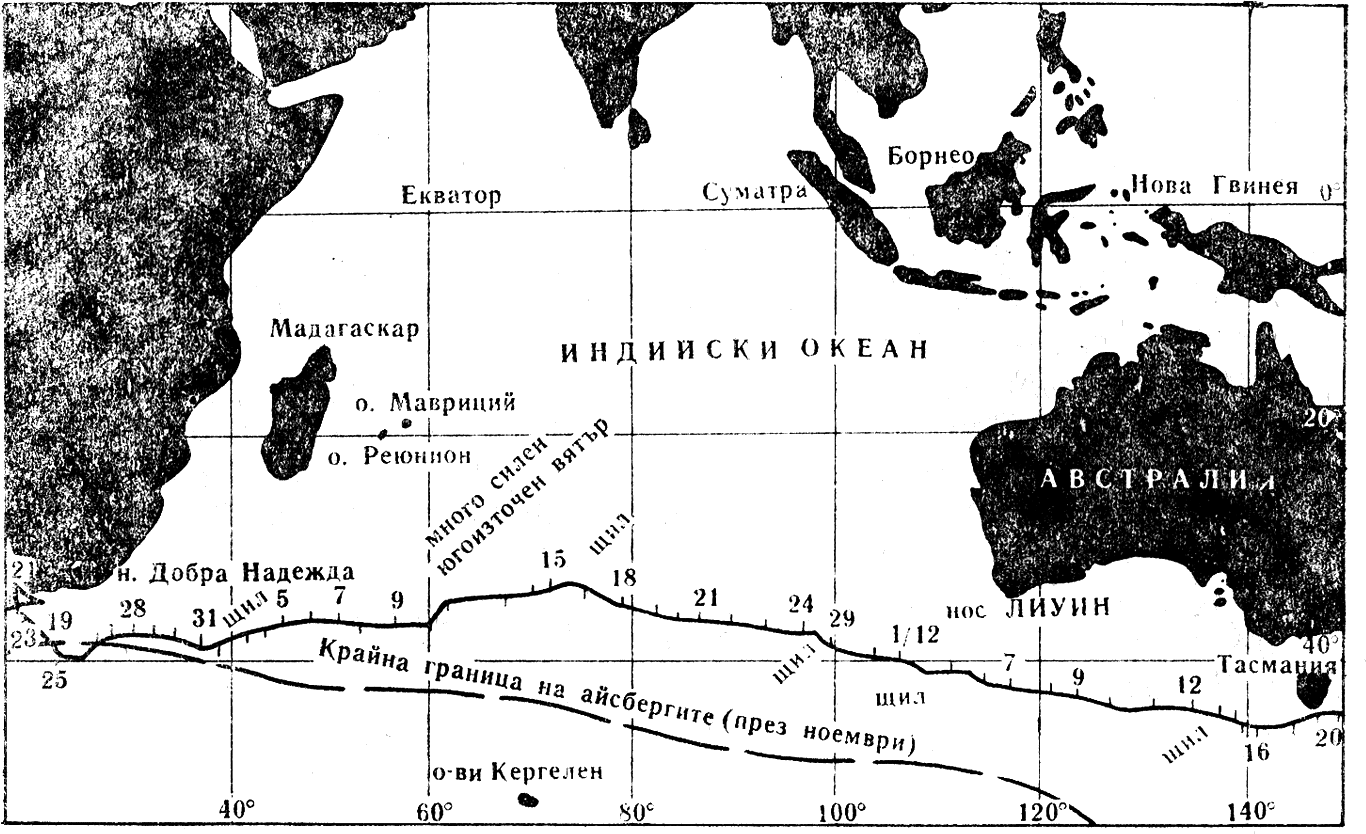 Борнео
Екватор
Суматра
Нова Гвинея
0°
Мадагаскар
ИНДИЙСКИ ОКЕАН
о. Мавриций
20
о. Реюнион
много силен
югоизточен вятър
АВСТРАЛИЯ
щил
21
н. Добра Надежда
15
18
19
28
31
щил
5
7
9
21
24
29
нос ЛИУИН
23
1/12
40°
25
Крайна граница на айсбергите (през ноември)
щил
7
9
Тасмания
щил
12
щил
16
20
о-ви Кергелен
40°
60°
80°
100°
120°
140°